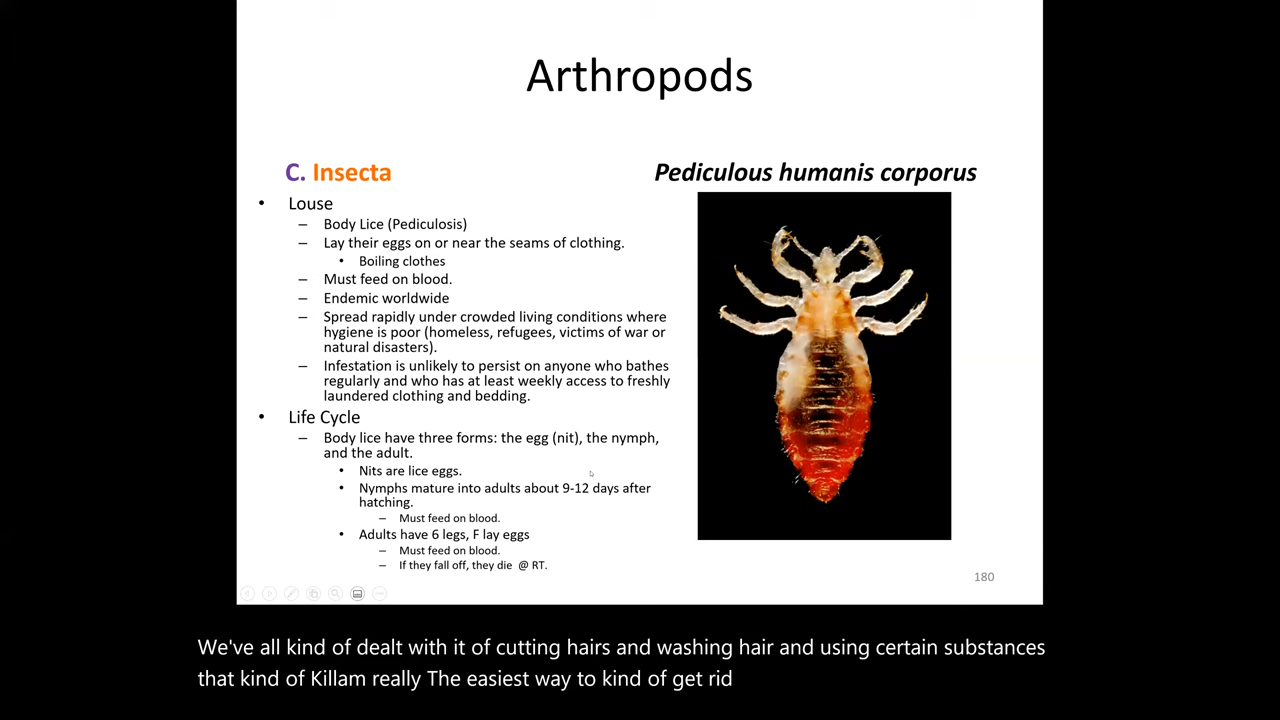 Arthropods
C. Insecta
Pediculous humanis corporus
• Louse
– Body Lice (Pediculosis)
– Lay their eggs on or near the seams of clothing.
• Boiling clothes
– Must feed on blood.
– Endemic worldwide
– Spread rapidly under crowded living conditions where
hygiene is poor (homeless, refugees, victims of war or
natural disasters).
– Infestation is unlikely to persist on anyone who bathes
regularly and who has at least weekly access to freshly
laundered clothing and bedding.
• Life Cycle
– Body lice have three forms: the egg (nit), the nymph,
and the adult.
• Nits are lice eggs.
• Nymphs mature into adults about 9-12 days after
hatching.
– Must feed on blood.
• Adults have 6 legs, F lay eggs
– Must feed on blood.
– If they fall off, they die @ RT.
180
We've all kind of dealt with it of cutting hairs and washing hair and using certain substances
that kind of Killam really The easiest way to kind of get rid